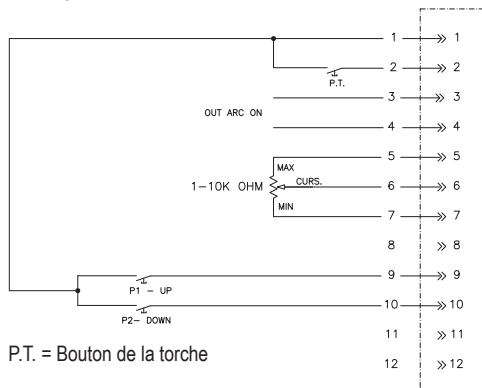 1 1
2 2
P.T.
3 3
OUT ARC ON
4 4
5 5
MAX
1-10K OHM CURS. 6 6
MIN
7 7
8 8
9 9
P1 - UP
10 10
P2- DOWN
11 11
P.T. = Bouton de la torche
12 12